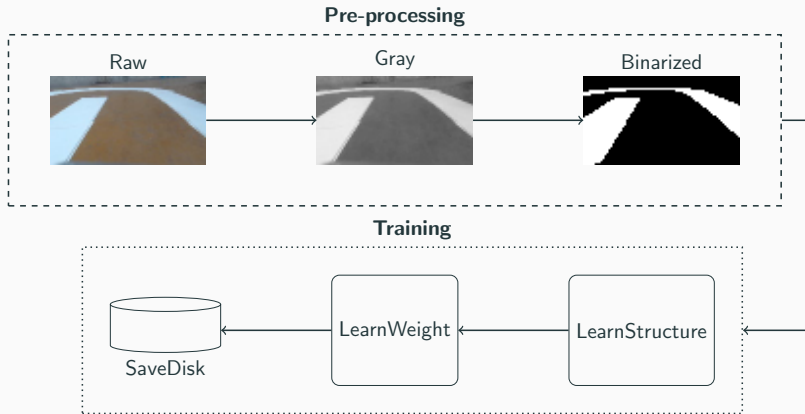 Pre-processing
Raw
Gray
Binarized
Training
LearnWeight
LearnStructure
SaveDisk